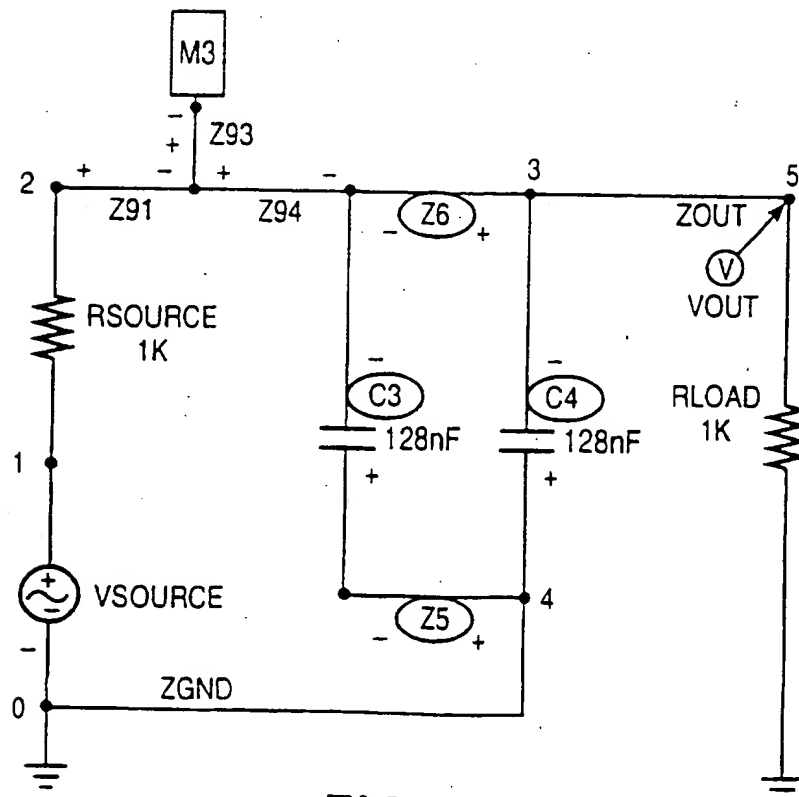 M3
−
+ Z93
2 + − + − 3 5
Z91 Z94 Z6 ZOUT
− +
V
VOUT
RSOURCE
1K
− −
C3 C4 RLOAD
128nF 128nF 1K
+ +
1
+
−
VSOURCE
−
4
Z5
− +
ZGND
0